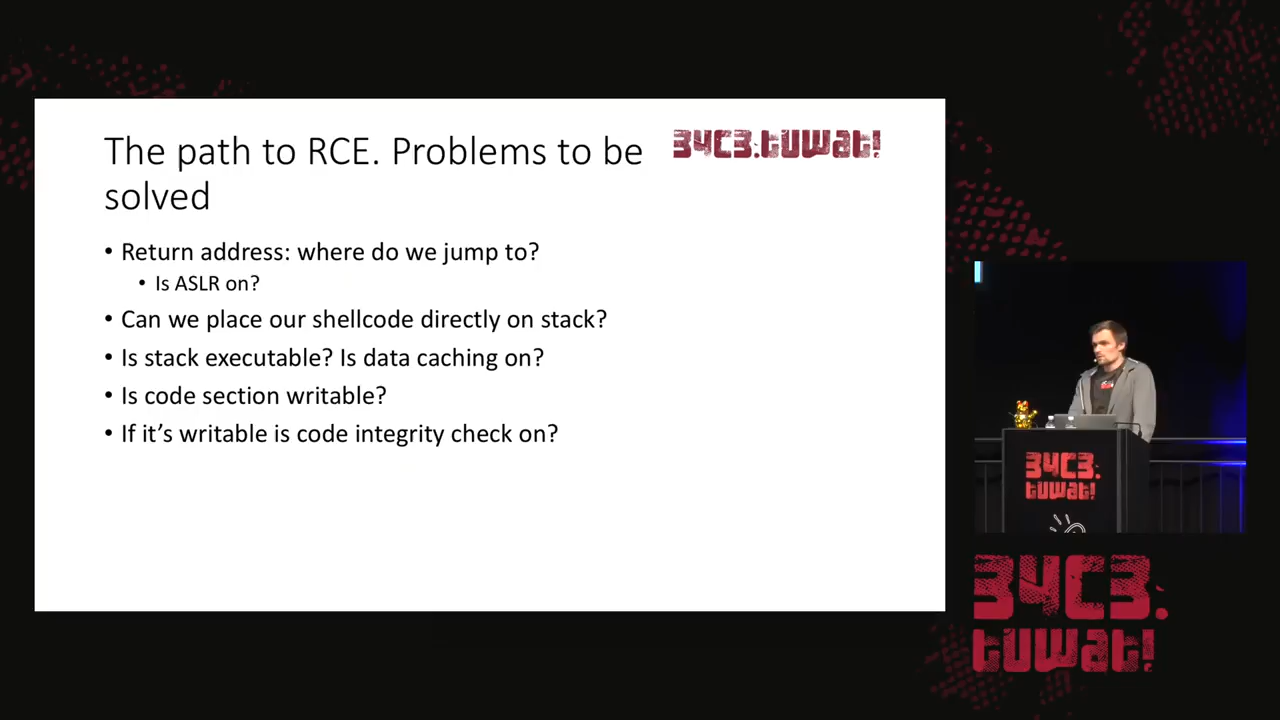 The path to RCE. Problems to be
solved
34C3.tuwat!
• Return address: where do we jump to?
• Is ASLR on?
• Can we place our shellcode directly on stack?
• Is stack executable? Is data caching on?
• Is code section writable?
• If it’s writable is code integrity check on?
34C3.
tuwat!
34C3.
tuwat!